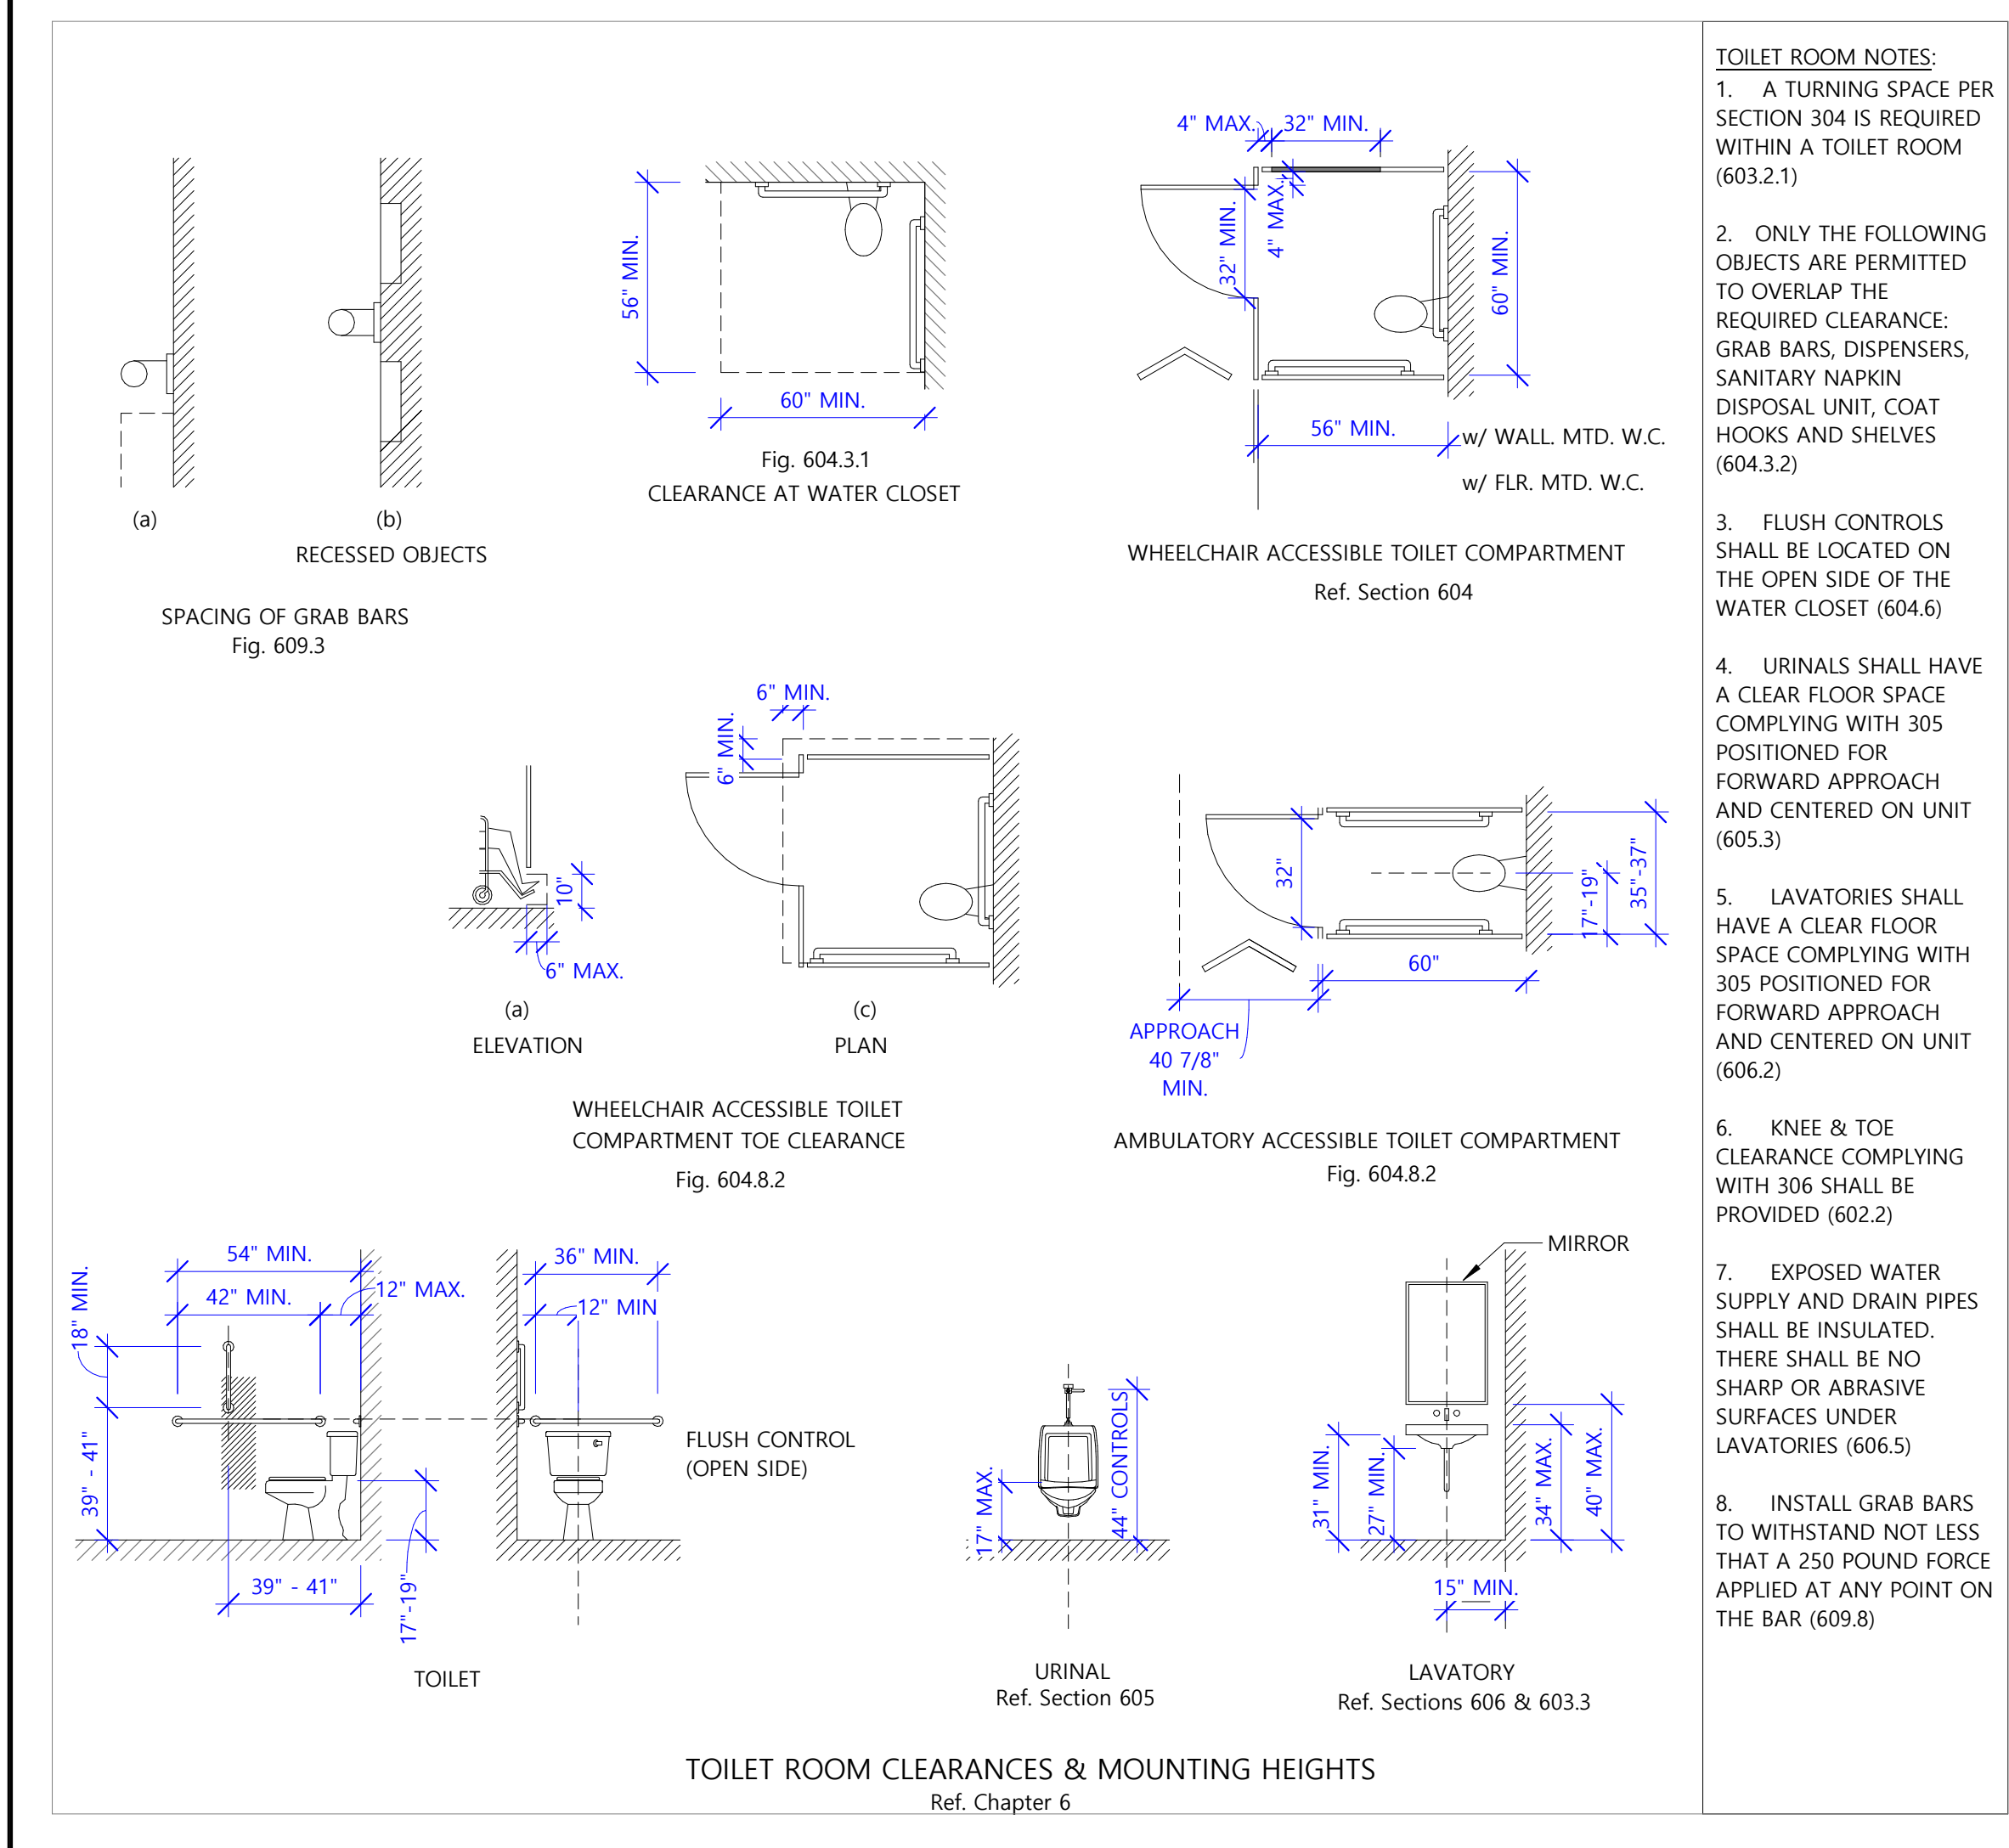 4" MAX.
32" MIN.
4" MAX.
32" MIN.
60" MIN.
56" MIN.
w/ WALL. MTD. W.C.
w/ FLR. MTD. W.C.
WHEELCHAIR ACCESSIBLE TOILET COMPARTMENT
Ref. Section 604
56" MIN.
60" MIN.
Fig. 604.3.1
CLEARANCE AT WATER CLOSET
(a)
(b)
RECESSED OBJECTS
SPACING OF GRAB BARS
Fig. 609.3
6" MIN.
6" MIN.
10"
6" MAX.
(a)
ELEVATION
(c)
PLAN
WHEELCHAIR ACCESSIBLE TOILET
COMPARTMENT TOE CLEARANCE
Fig. 604.8.2
32"
17"-19"
35"-37"
60"
APPROACH
40 7/8"
MIN.
AMBULATORY ACCESSIBLE TOILET COMPARTMENT
Fig. 604.8.2
54" MIN.
42" MIN.
12" MAX.
18" MIN.
39" - 41"
39" - 41"
17"-19"
36" MIN.
12" MIN
FLUSH CONTROL
(OPEN SIDE)
TOILET
17" MAX.
44" CONTROLS
URINAL
Ref. Section 605
MIRROR
31" MIN.
27" MIN.
34" MAX.
40" MAX.
15" MIN.
LAVATORY
Ref. Sections 606 & 603.3
TOILET ROOM CLEARANCES & MOUNTING HEIGHTS
Ref. Chapter 6
TOILET ROOM NOTES:
1. A TURNING SPACE PER
SECTION 304 IS REQUIRED
WITHIN A TOILET ROOM
(603.2.1)
2. ONLY THE FOLLOWING
OBJECTS ARE PERMITTED
TO OVERLAP THE
REQUIRED CLEARANCE:
GRAB BARS, DISPENSERS,
SANITARY NAPKIN
DISPOSAL UNIT, COAT
HOOKS AND SHELVES
(604.3.2)
3. FLUSH CONTROLS
SHALL BE LOCATED ON
THE OPEN SIDE OF THE
WATER CLOSET (604.6)
4. URINALS SHALL HAVE
A CLEAR FLOOR SPACE
COMPLYING WITH 305
POSITIONED FOR
FORWARD APPROACH
AND CENTERED ON UNIT
(605.3)
5. LAVATORIES SHALL
HAVE A CLEAR FLOOR
SPACE COMPLYING WITH
305 POSITIONED FOR
FORWARD APPROACH
AND CENTERED ON UNIT
(606.2)
6. KNEE & TOE
CLEARANCE COMPLYING
WITH 306 SHALL BE
PROVIDED (602.2)
7. EXPOSED WATER
SUPPLY AND DRAIN PIPES
SHALL BE INSULATED.
THERE SHALL BE NO
SHARP OR ABRASIVE
SURFACES UNDER
LAVATORIES (606.5)
8. INSTALL GRAB BARS
TO WITHSTAND NOT LESS
THAT A 250 POUND FORCE
APPLIED AT ANY POINT ON
THE BAR (609.8)